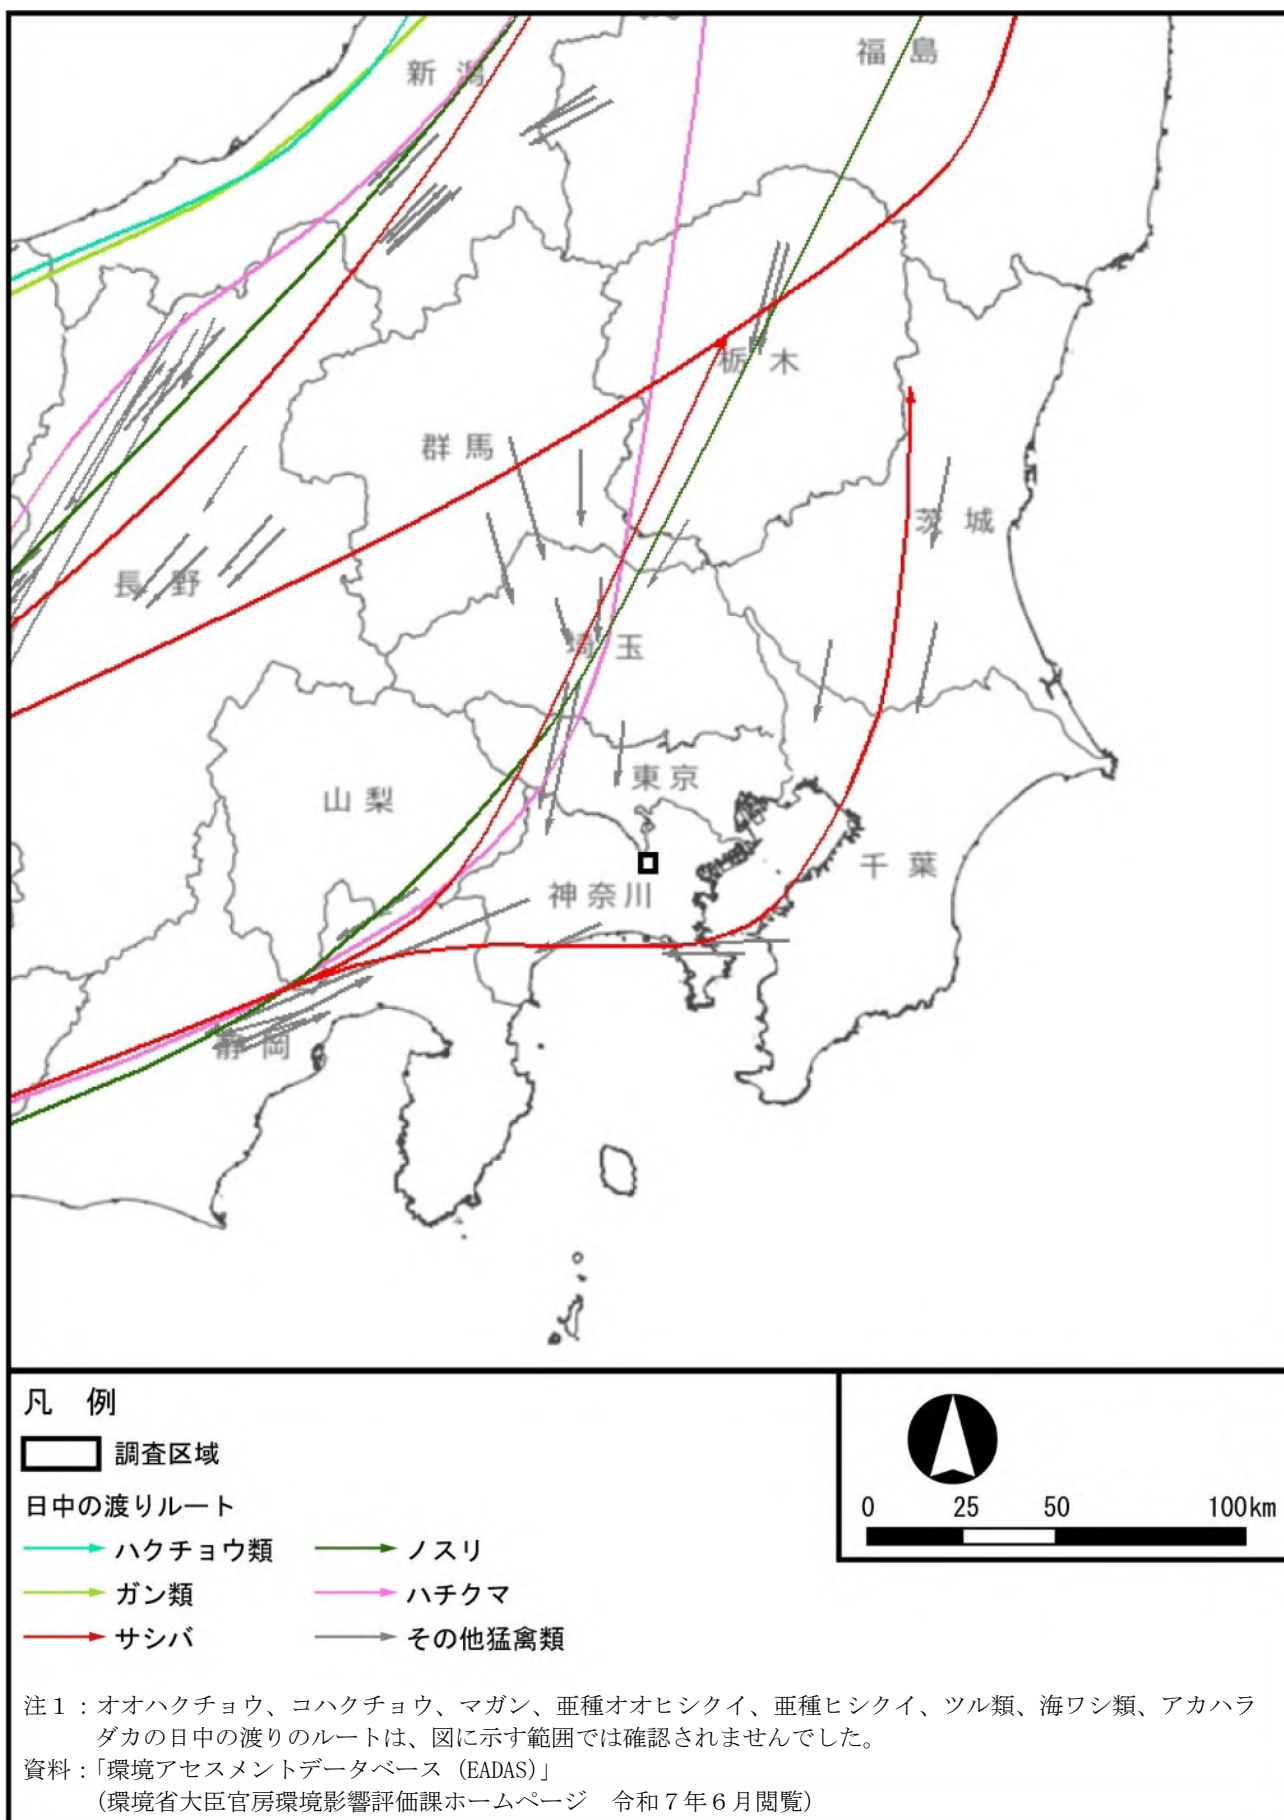 新潟
福島
栃木
群馬
茨城
長野
埼玉
東京
山梨
千葉
神奈川
静岡
凡 例
調査区域
日中の渡りルート
ハクチョウ類
ノスリ
ガン類
ハチクマ
サシバ
その他猛禽類
0 25 50 100km
注1：オオハクチョウ、コハクチョウ、マガン、亜種オオヒシクイ、亜種ヒシクイ、ツル類、海ワシ類、アカハラ
ダカの日中の渡りのルートは、図に示す範囲では確認されませんでした。
資料：「環境アセスメントデータベース（EADAS）」
（環境省大臣官房環境影響評価課ホームページ 令和7年6月閲覧）